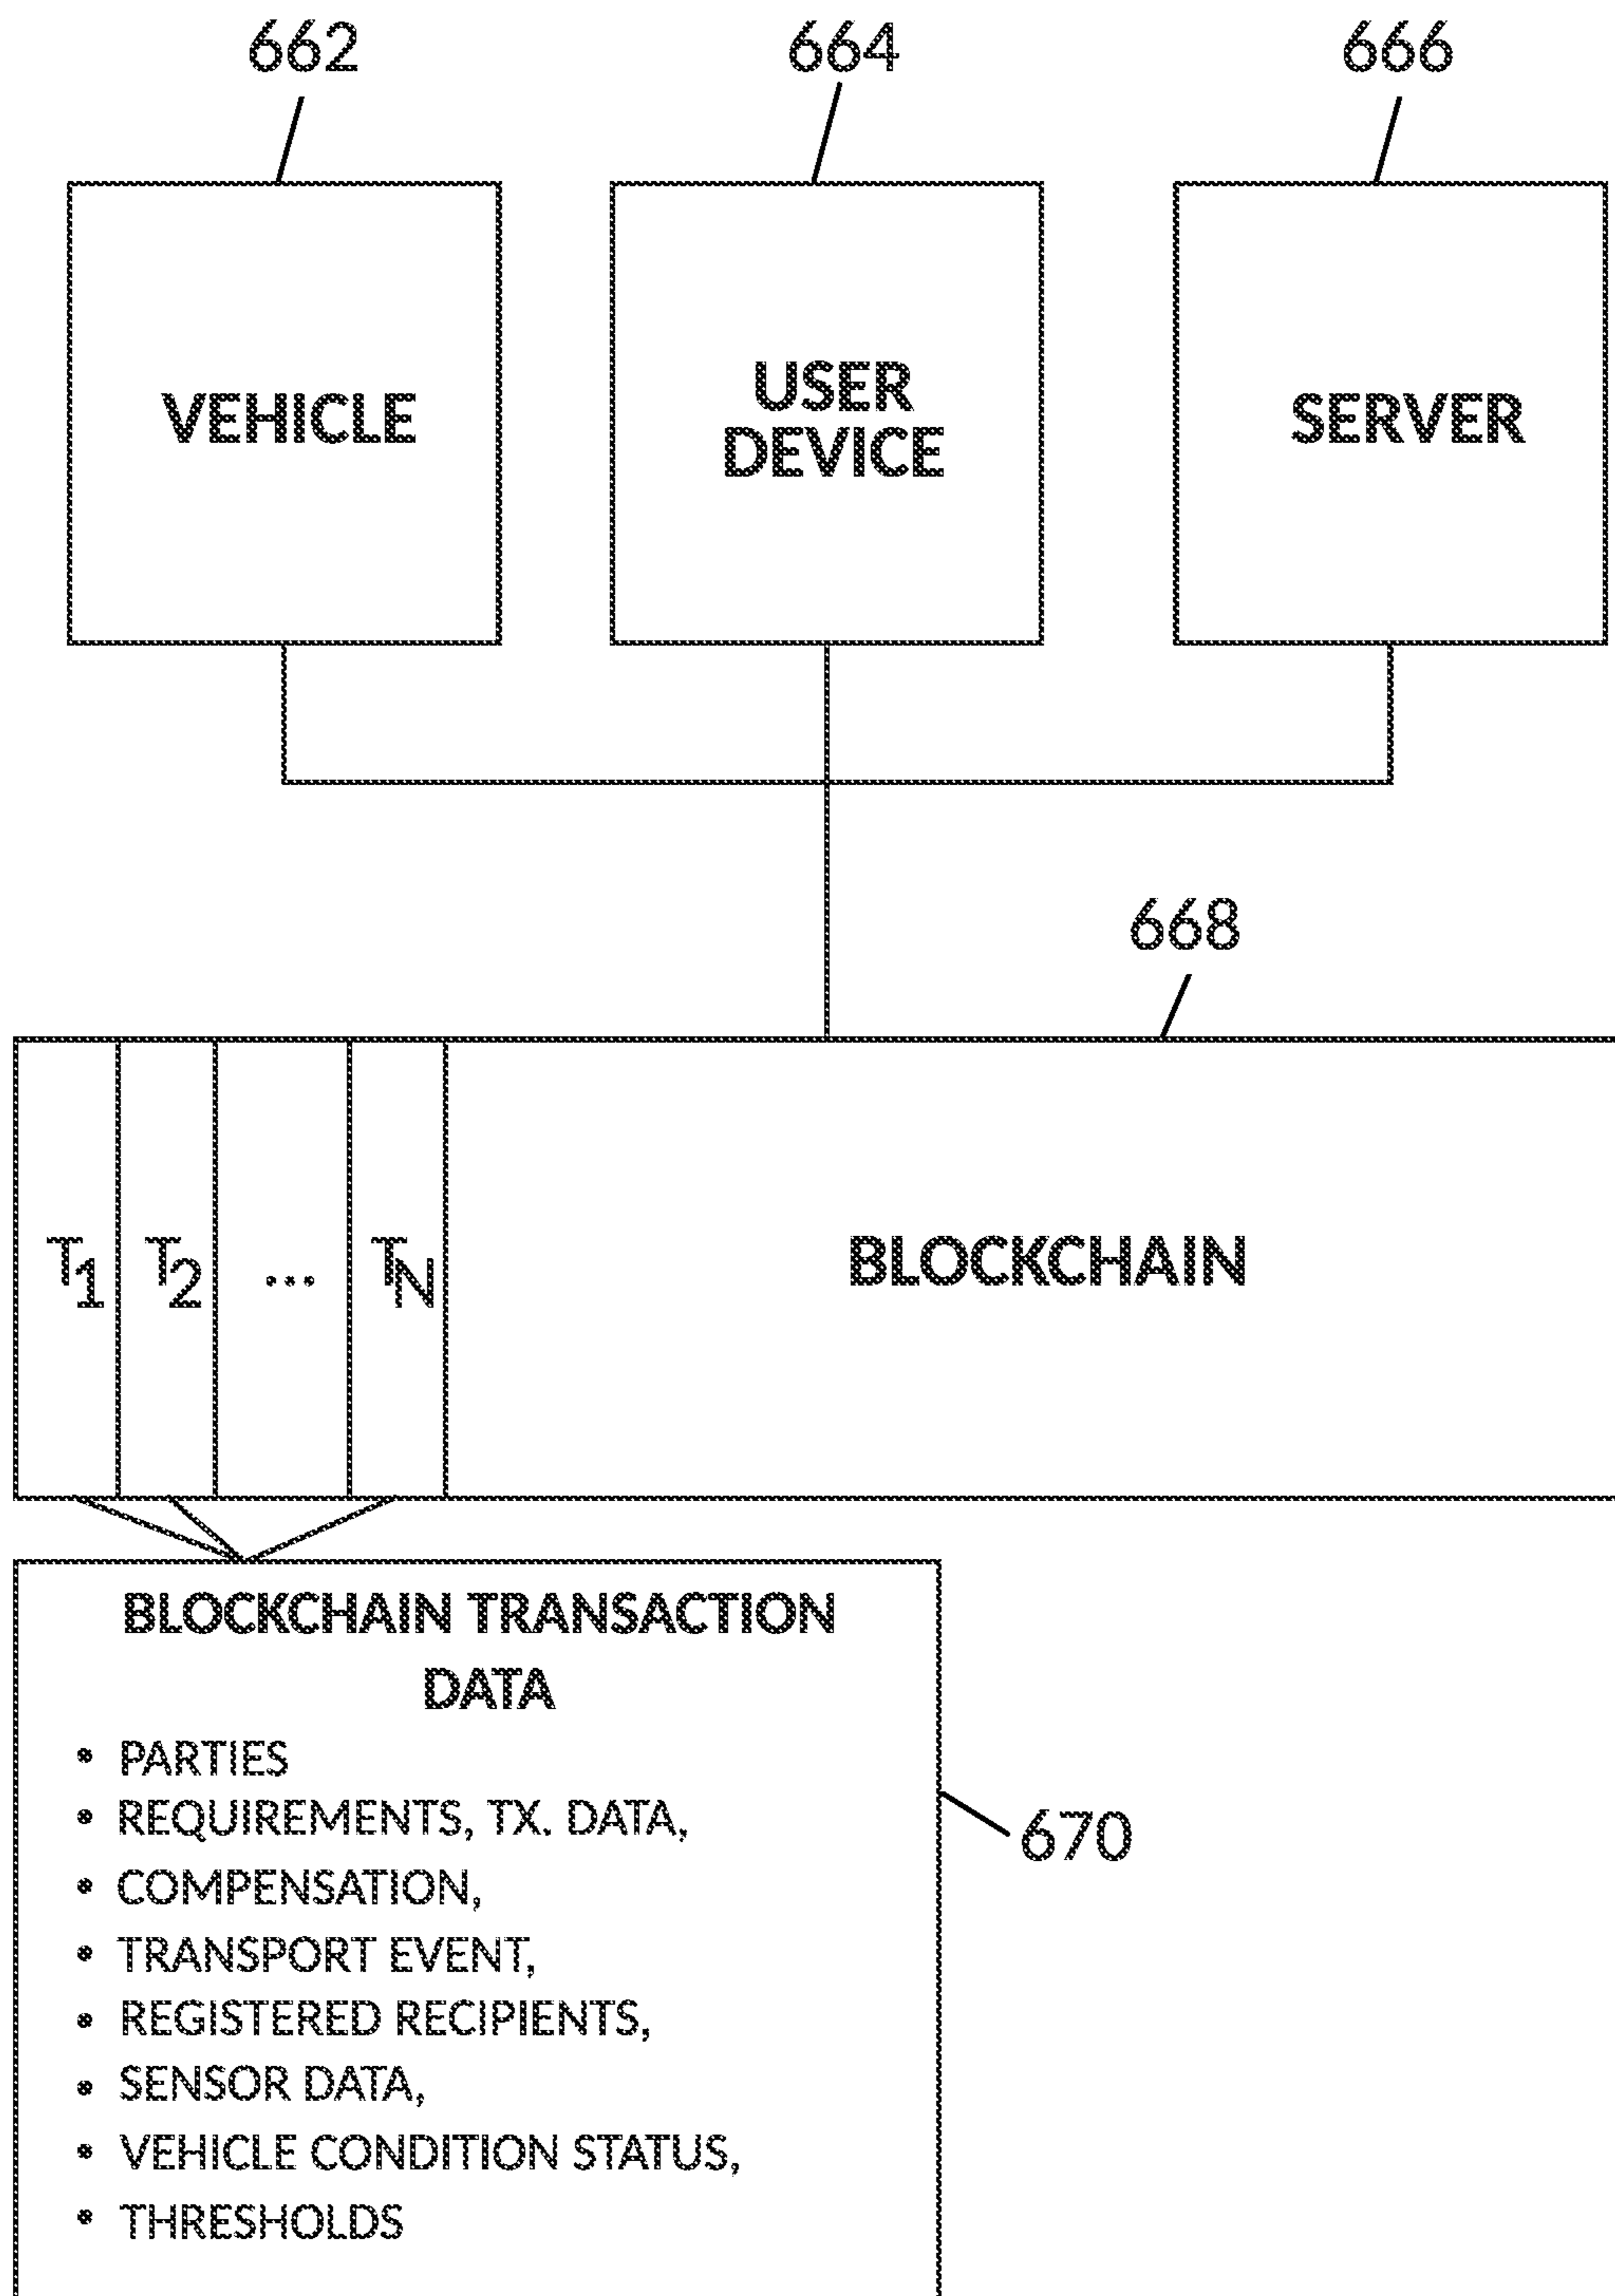 662
664
666
VEHICLE
USER
DEVICE
SERVER
668
T1
T2
...
TN
BLOCKCHAIN
BLOCKCHAIN TRANSACTION
DATA
• PARTIES
• REQUIREMENTS, TX. DATA,
• COMPENSATION,
• TRANSPORT EVENT,
• REGISTERED RECIPIENTS,
• SENSOR DATA,
• VEHICLE CONDITION STATUS,
• THRESHOLDS
670